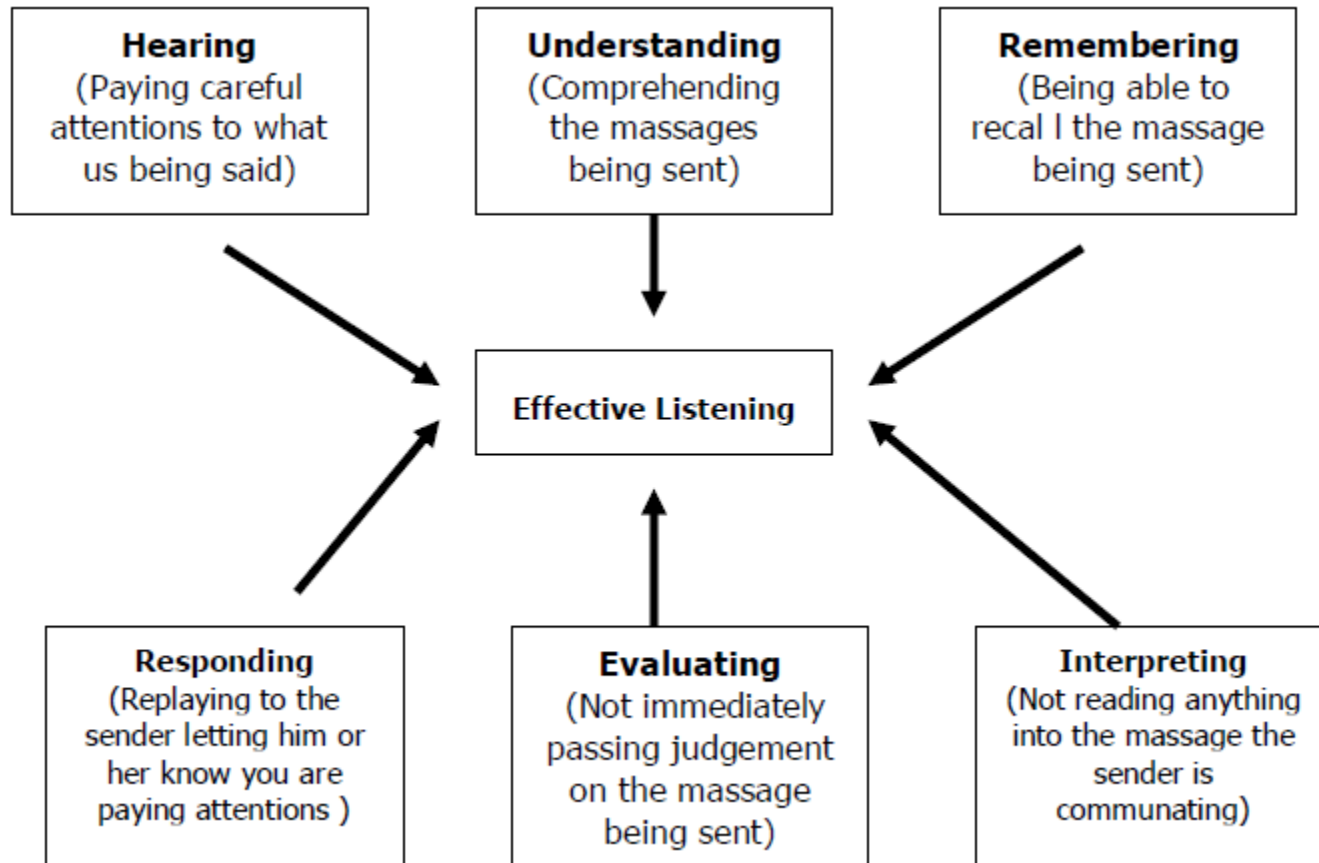 Hearing
(Paying careful
attentions to what
us being said)
Understanding
(Comprehending
the massages
being sent)
Remembering
(Being able to
recal l the massage
being sent)
Effective Listening
Responding
(Replaying to the
sender letting him or
her know you are
paying attentions )
Evaluating
(Not immediately
passing judgement
on the massage
being sent)
Interpreting
(Not reading anything
into the massage the
sender is
communating)